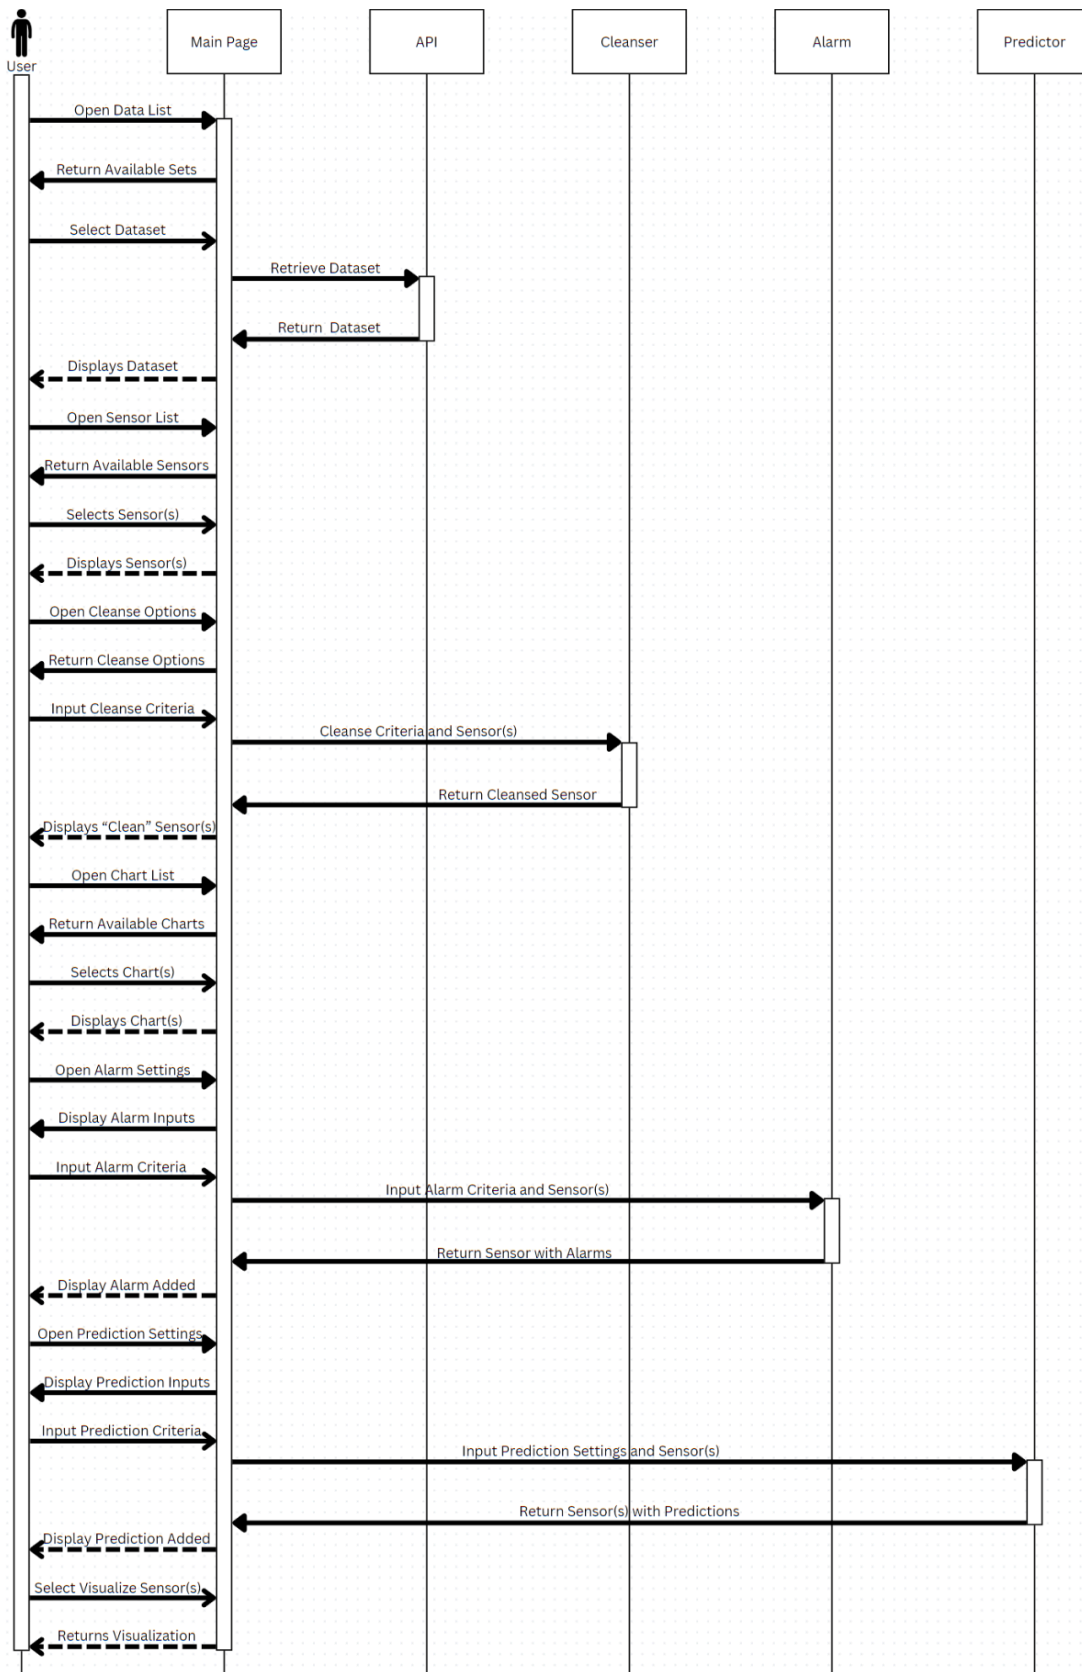 User
Main Page
API
Cleanser
Alarm
Predictor
Open Data List
Return Available Sets
Select Dataset
Retrieve Dataset
Return Dataset
Displays Dataset
Open Sensor List
Return Available Sensors
Selects Sensor(s)
Displays Sensor(s)
Open Cleanse Options
Return Cleanse Options
Input Cleanse Criteria
Cleanse Criteria and Sensor(s)
Return Cleansed Sensor
Displays “Clean” Sensor(s)
Open Chart List
Return Available Charts
Selects Chart(s)
Displays Chart(s)
Open Alarm Settings
Display Alarm Inputs
Input Alarm Criteria
Input Alarm Criteria and Sensor(s)
Return Sensor with Alarms
Display Alarm Added
Open Prediction Settings
Display Prediction Inputs
Input Prediction Criteria
Input Prediction Settings and Sensor(s)
Return Sensor(s) with Predictions
Display Prediction Added
Select Visualize Sensor(s)
Returns Visualization